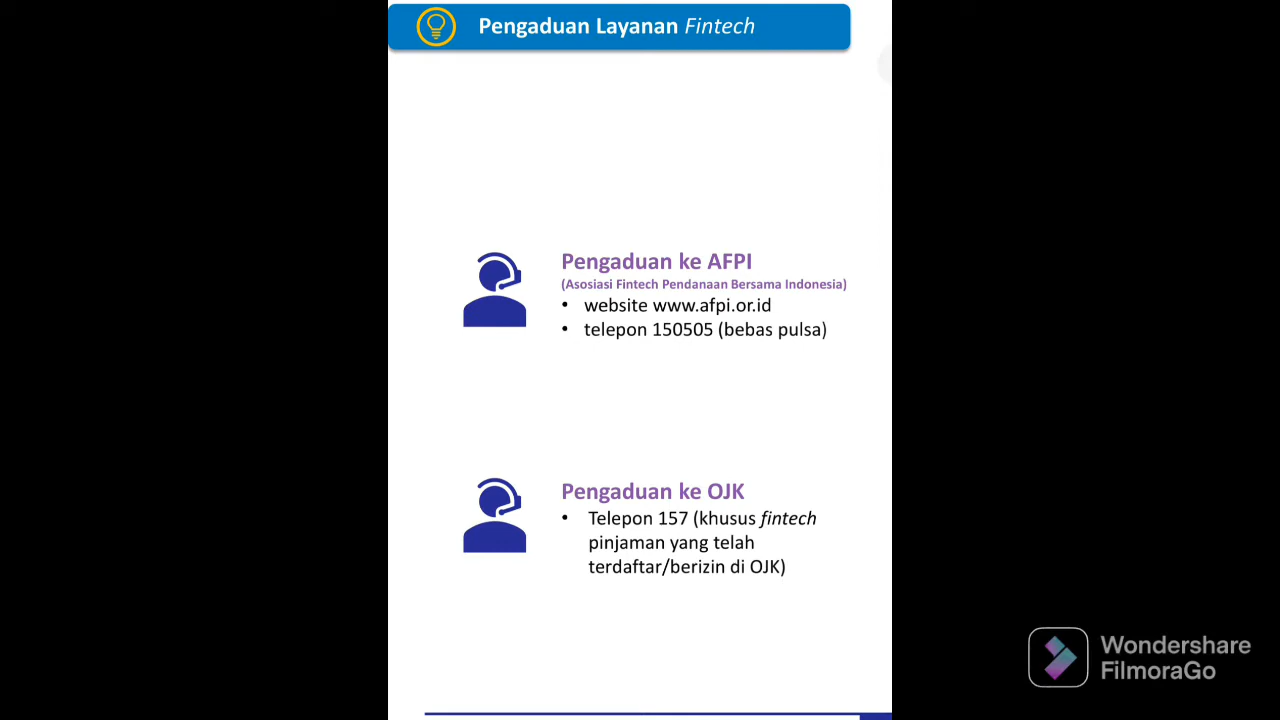 Pengaduan Layanan Fintech
Pengaduan ke AFPI
(Asosiasi Fintech Pendanaan Bersama Indonesia)
• website www.afpi.or.id
• telepon 150505 (bebas pulsa)
Pengaduan ke OJK
• Telepon 157 (khusus fintech
pinjaman yang telah
terdaftar/berizin di OJK)
Wondershare
FilmoraGo